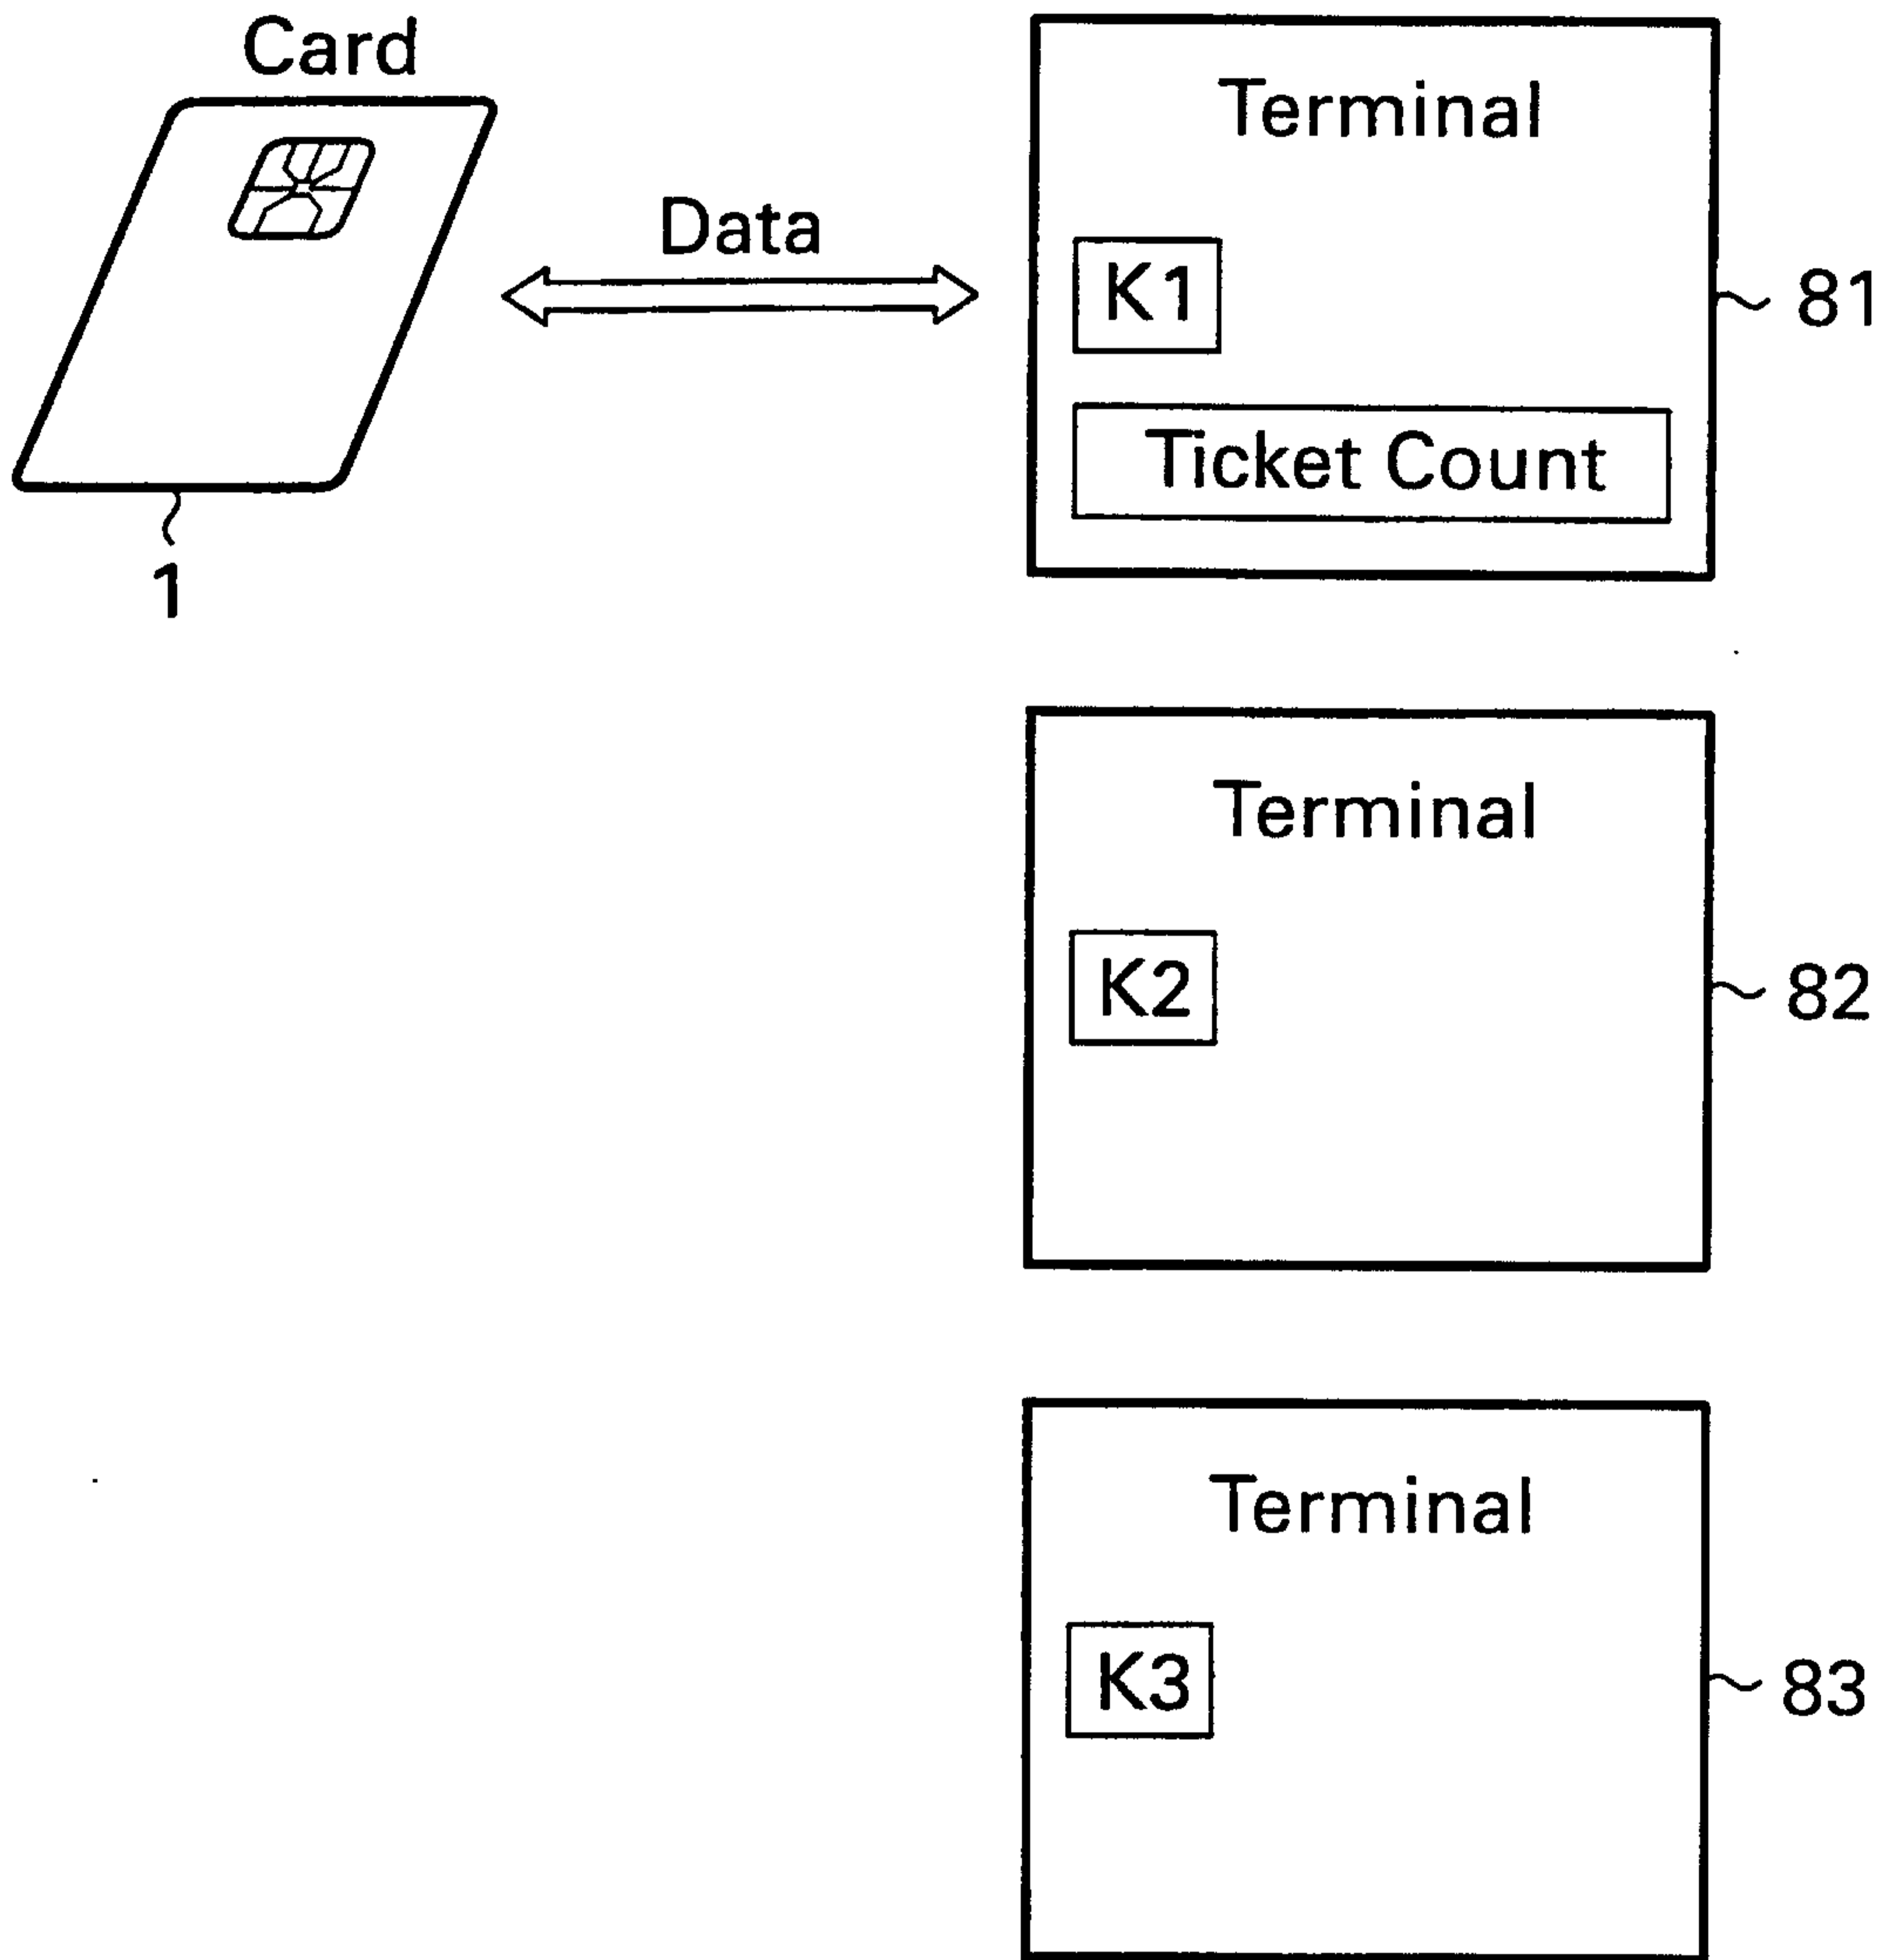 Card
Terminal
Data
K1
81
Ticket Count
1
Terminal
K2
82
Terminal
K3
83